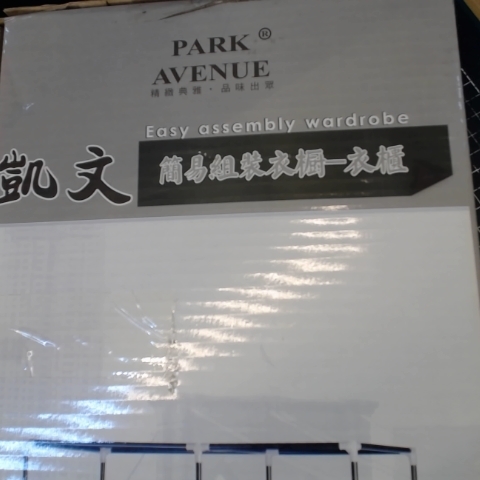 PARK ®
AVENUE
精緻典雅·品味出眾
Easy assembly wardrobe
凱文
簡易組裝衣櫥—衣櫃